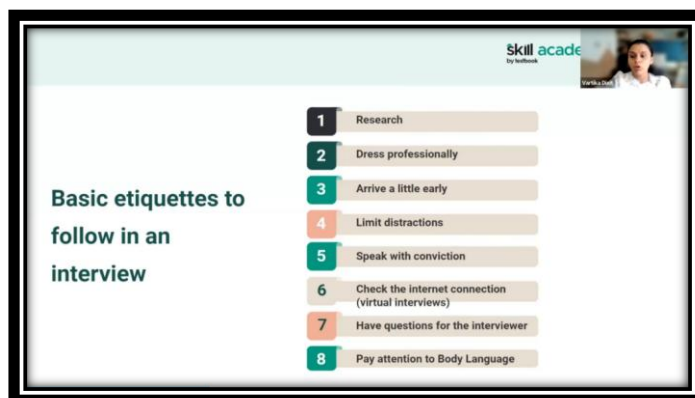 skill acade
by testbook
Vartika Dixit
Basic etiquettes to
follow in an
interview
1 Research
2 Dress professionally
3 Arrive a little early
4 Limit distractions
5 Speak with conviction
6 Check the internet connection
(virtual interviews)
7 Have questions for the interviewer
8 Pay attention to Body Language